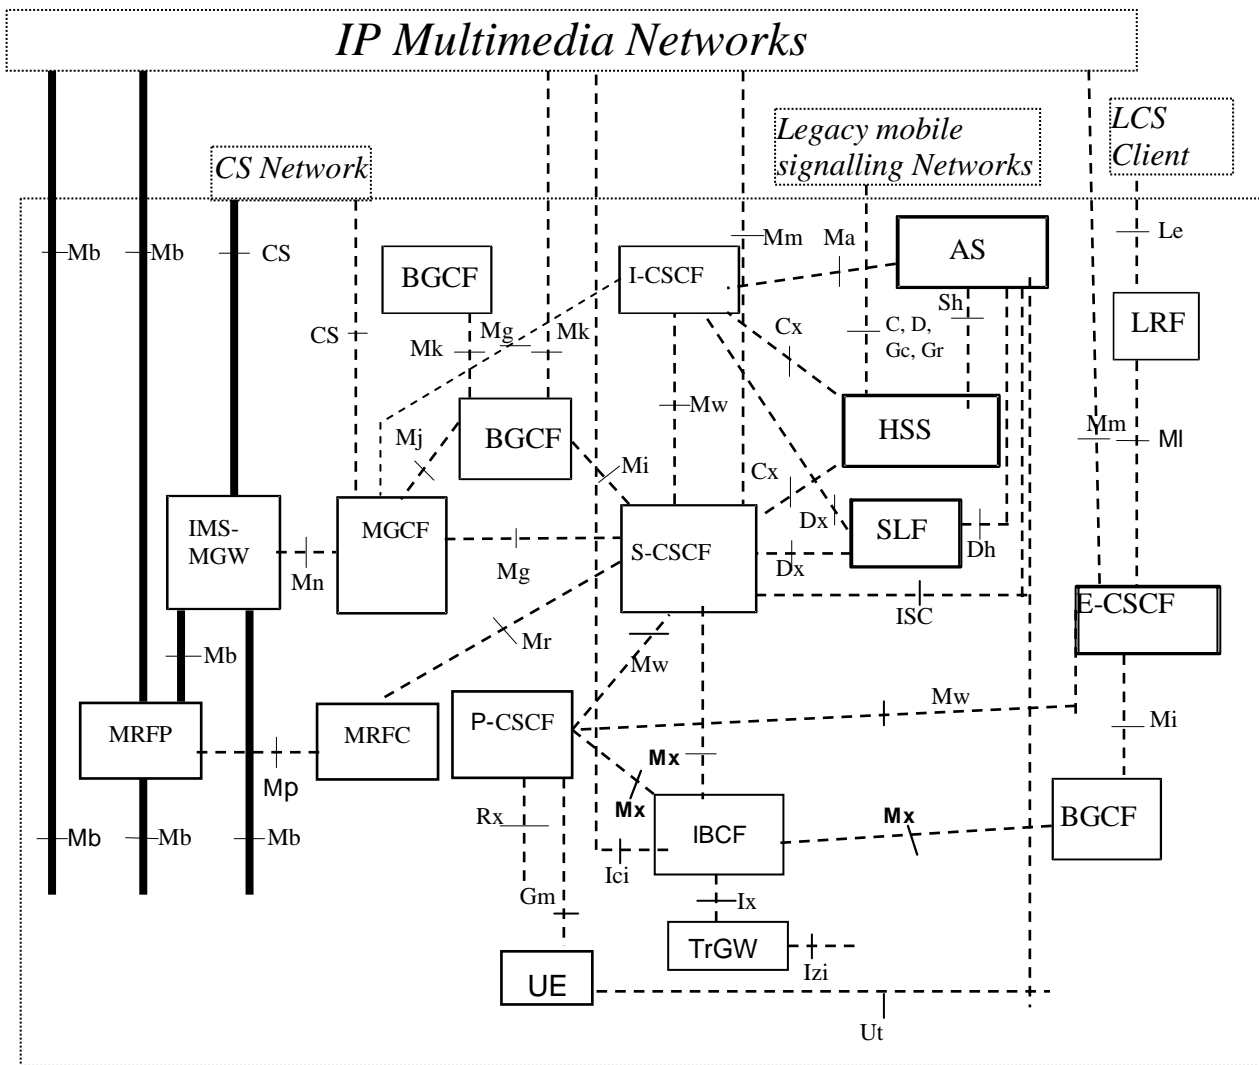 IP Multimedia Networks
Legacy mobile
signalling Networks
LCS
Client
CS Network
Mb
Mb
CS
Mm
Ma
Le
BGCF
I-CSCF
AS
Sh
LRF
CS
Mk
Mg
Mk
Cx
C, D,
Gc, Gr
Mw
Mj
BGCF
Mi
HSS
Mm
Ml
Cx
IMS-
MGW
MGCF
S-CSCF
Dx
SLF
Mn
Mg
Dx
Dh
ISC
E-CSCF
Mb
Mr
Mw
Mw
MRFP
MRFC
P-CSCF
Mi
Mx
Mp
Mx
Mx
Rx
IBCF
BGCF
Mb
Mb
Mb
Ici
Gm
Ix
TrGW
Izi
UE
Ut